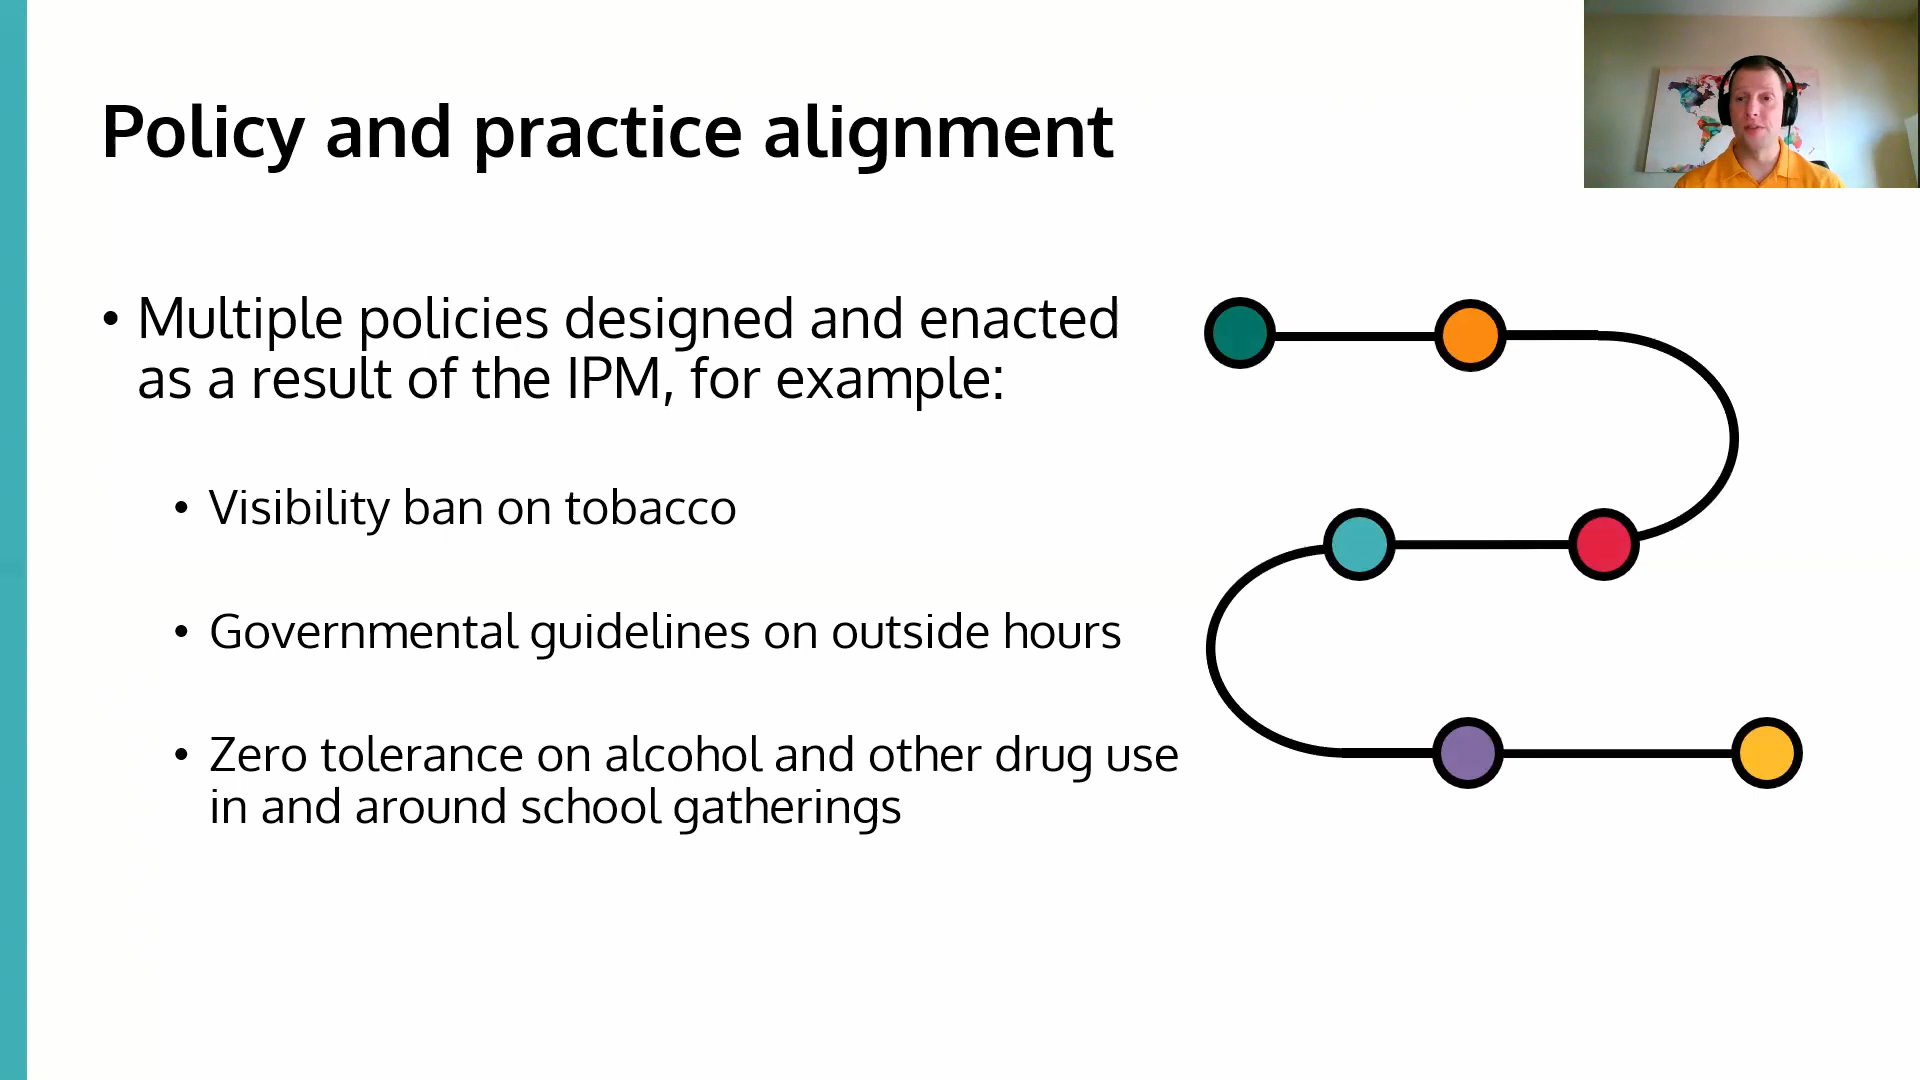 Policy and practice alignment
• Multiple policies designed and enacted
as a result of the IPM, for example:
• Visibility ban on tobacco
• Governmental guidelines on outside hours
• Zero tolerance on alcohol and other drug use
in and around school gatherings